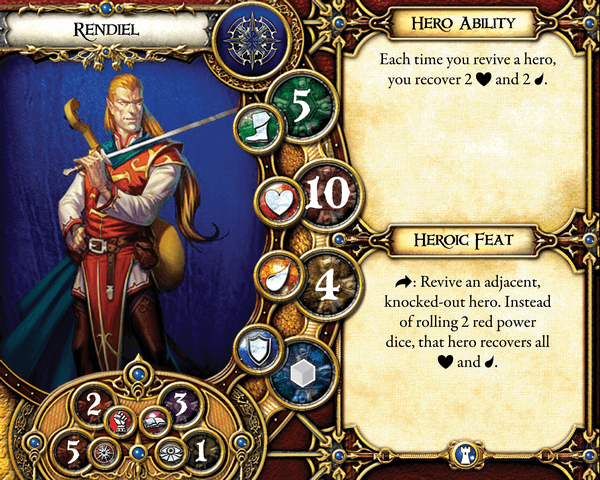 RENDIEL
5
10
4
2
3
5
1
HERO ABILITY
Each time you revive a hero,
you recover 2 and 2 .
HEROIC FEAT
: Revive an adjacent,
knocked-out hero. Instead
of rolling 2 red power
dice, that hero recovers all
and .